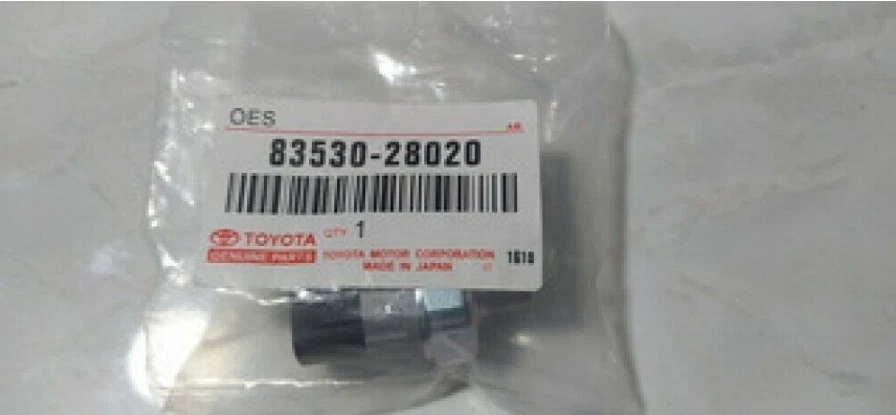 OES
83530-28020
TOYOTA QTY 1
GENUINE PARTS TOYOTA MOTOR CORPORATION 1610
MADE IN JAPAN